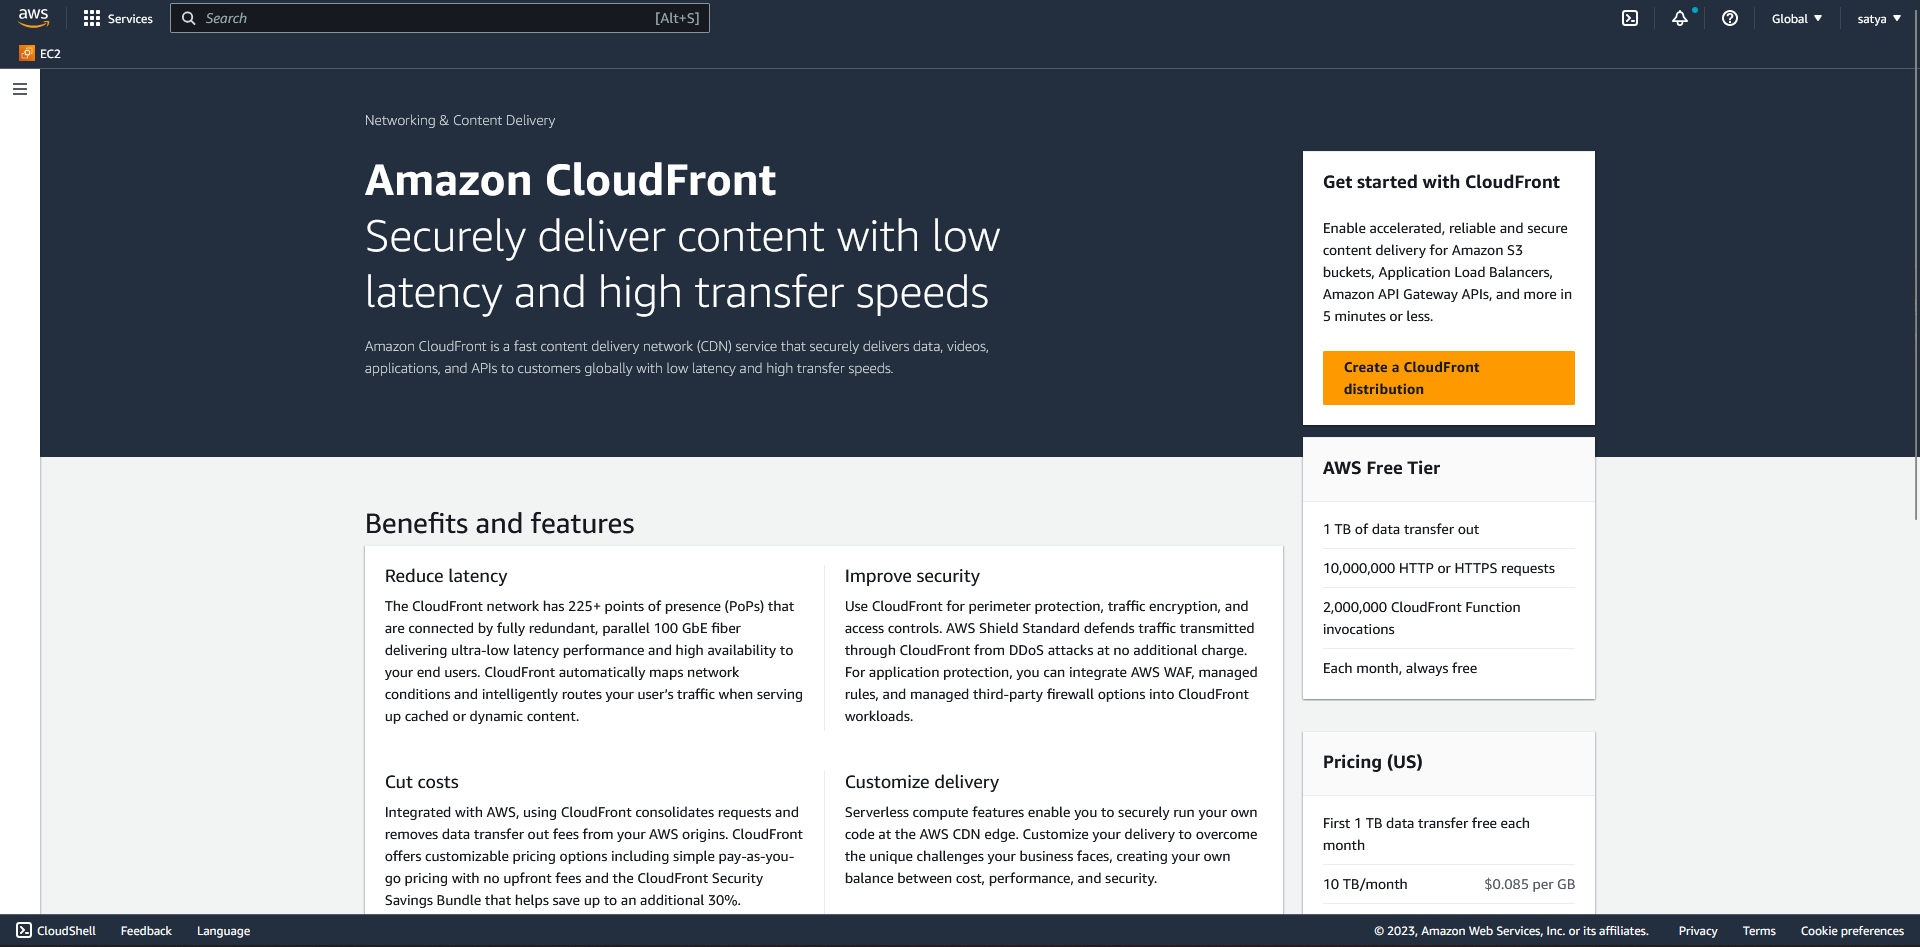 aws
Services
Search
[Alt+S]
Global
satya
EC2
Networking & Content Delivery
Amazon CloudFront
Securely deliver content with low
latency and high transfer speeds
Amazon CloudFront is a fast content delivery network (CDN) service that securely delivers data, videos,
applications, and APIs to customers globally with low latency and high transfer speeds.
Get started with CloudFront
Enable accelerated, reliable and secure
content delivery for Amazon S3
buckets, Application Load Balancers,
Amazon API Gateway APIs, and more in
5 minutes or less.
Create a CloudFront
distribution
AWS Free Tier
1 TB of data transfer out
10,000,000 HTTP or HTTPS requests
2,000,000 CloudFront Function
invocations
Each month, always free
Benefits and features
Reduce latency
The CloudFront network has 225+ points of presence (PoPs) that
are connected by fully redundant, parallel 100 GbE fiber
delivering ultra-low latency performance and high availability to
your end users. CloudFront automatically maps network
conditions and intelligently routes your user’s traffic when serving
up cached or dynamic content.
Improve security
Use CloudFront for perimeter protection, traffic encryption, and
access controls. AWS Shield Standard defends traffic transmitted
through CloudFront from DDoS attacks at no additional charge.
For application protection, you can integrate AWS WAF, managed
rules, and managed third-party firewall options into CloudFront
workloads.
Cut costs
Integrated with AWS, using CloudFront consolidates requests and
removes data transfer out fees from your AWS origins. CloudFront
offers customizable pricing options including simple pay-as-you-
go pricing with no upfront fees and the CloudFront Security
Savings Bundle that helps save up to an additional 30%.
Customize delivery
Serverless compute features enable you to securely run your own
code at the AWS CDN edge. Customize your delivery to overcome
the unique challenges your business faces, creating your own
balance between cost, performance, and security.
Pricing (US)
First 1 TB data transfer free each
month
10 TB/month $0.085 per GB
CloudShell
Feedback
Language
© 2023, Amazon Web Services, Inc. or its affiliates.
Privacy
Terms
Cookie preferences